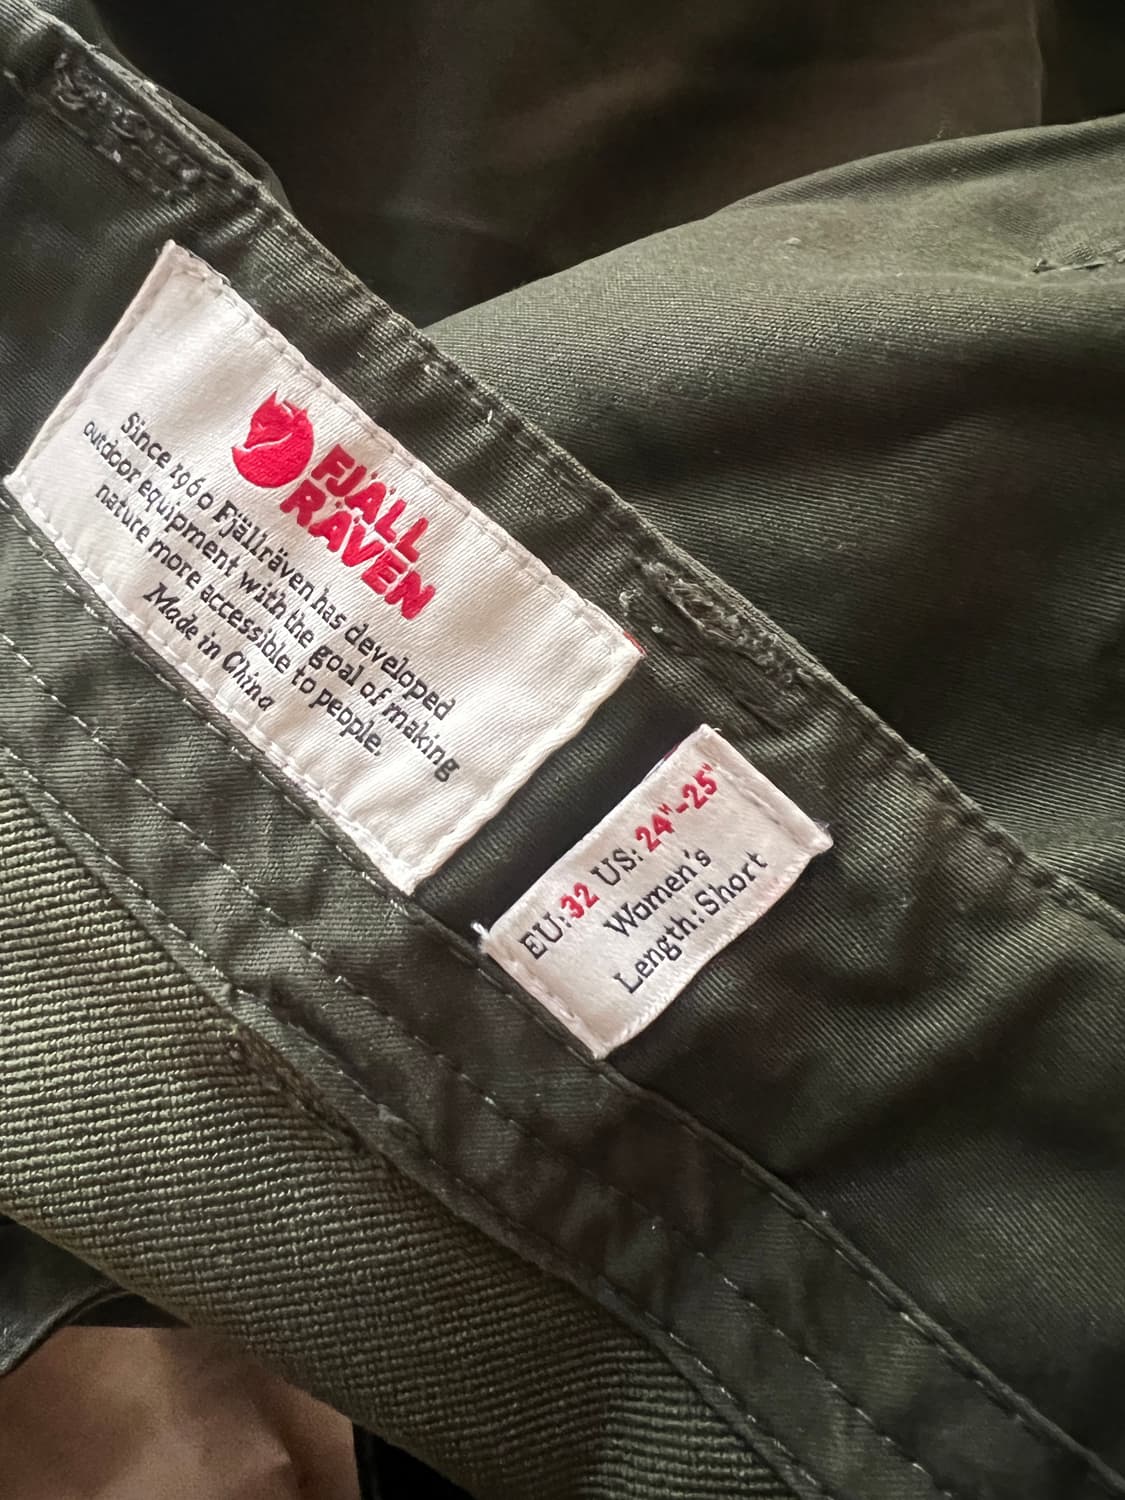 FJÄLL
RÄVEN
Since 1960 Fjällräven has developed
outdoor equipment with the goal of making
nature more accessible to people.
Made in China
EU:32 US: 24"-25"
Women's
Length:Short